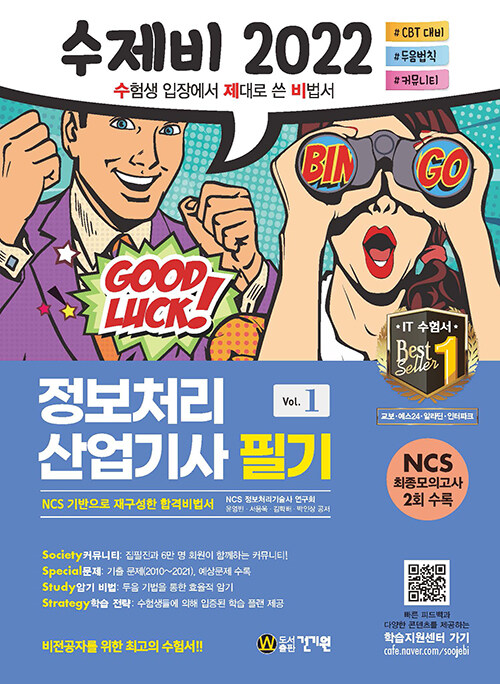 수제비 2022
수험생 입장에서 제대로 쓴 비법서
# CBT 대비
# 두음법칙
# 커뮤니티
BIN GO
GOOD
LUCK!
IT 수험서
Best
Seller 1
교보·예스24·알라딘·인터파크
정보처리
산업기사 필기
Vol. 1
NCS 기반으로 재구성한 합격비법서
NCS 정보처리기술사 연구회
윤영빈·서용욱·김학배·박인상 공저
NCS
최종모의고사
2회 수록
Society커뮤니티: 집필진과 6만 명 회원이 함께하는 커뮤니티!
Special문제: 기출 문제(2010~2021), 예상문제 수록
Study암기 비법: 두음 기법을 통한 효율적 암기
Strategy학습 전략: 수험생들에 의해 입증된 학습 플랜 제공
비전공자를 위한 최고의 수험서!!
W 도서출판 건기원
빠른 피드백과
다양한 콘텐츠를 제공하는
학습지원센터 가기
cafe.naver.com/soojebi